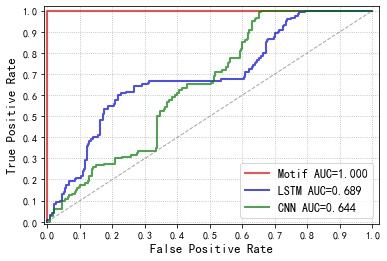 1.0
0.9
0.8
0.7
0.6
0.5
0.4
0.3
0.2
0.1
0.0
True Positive Rate
Motif AUC=1.000
LSTM AUC=0.689
CNN AUC=0.644
0.0 0.1 0.2 0.3 0.4 0.5 0.6 0.7 0.8 0.9 1.0
False Positive Rate